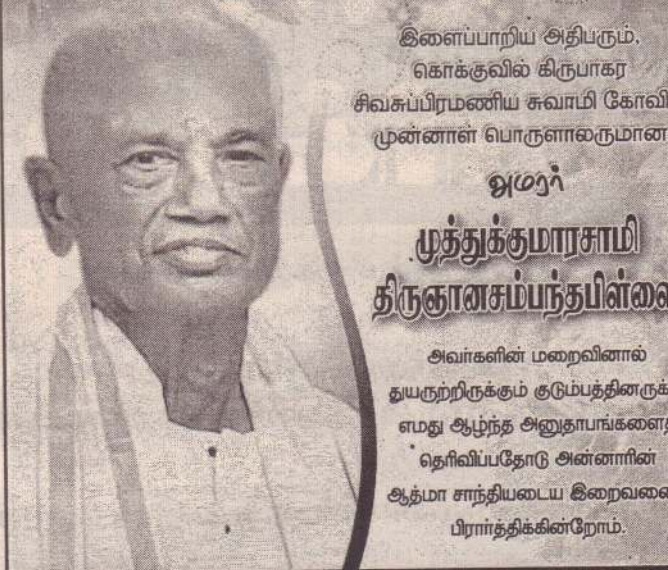 இளைப்பாறிய அதிபரும்,
கொக்குவில் கிருபாகர
சிவசுப்பிரமணிய சுவாமி கோவி
முன்னாள் பொருளாலருமான
அமரர்
முத்துக்குமாரசாமி
திருஞானசம்பந்தபிள்ளை
அவர்களின் மறைவினால்
துயருற்றிருக்கும் குடும்பத்தினருக்
எமது ஆழ்ந்த அனுதாபங்களைத்
தெரிவிப்பதோடு அன்னாரின்
ஆத்மா சாந்தியடைய இறைவனை
பிரார்த்திக்கின்றோம்.